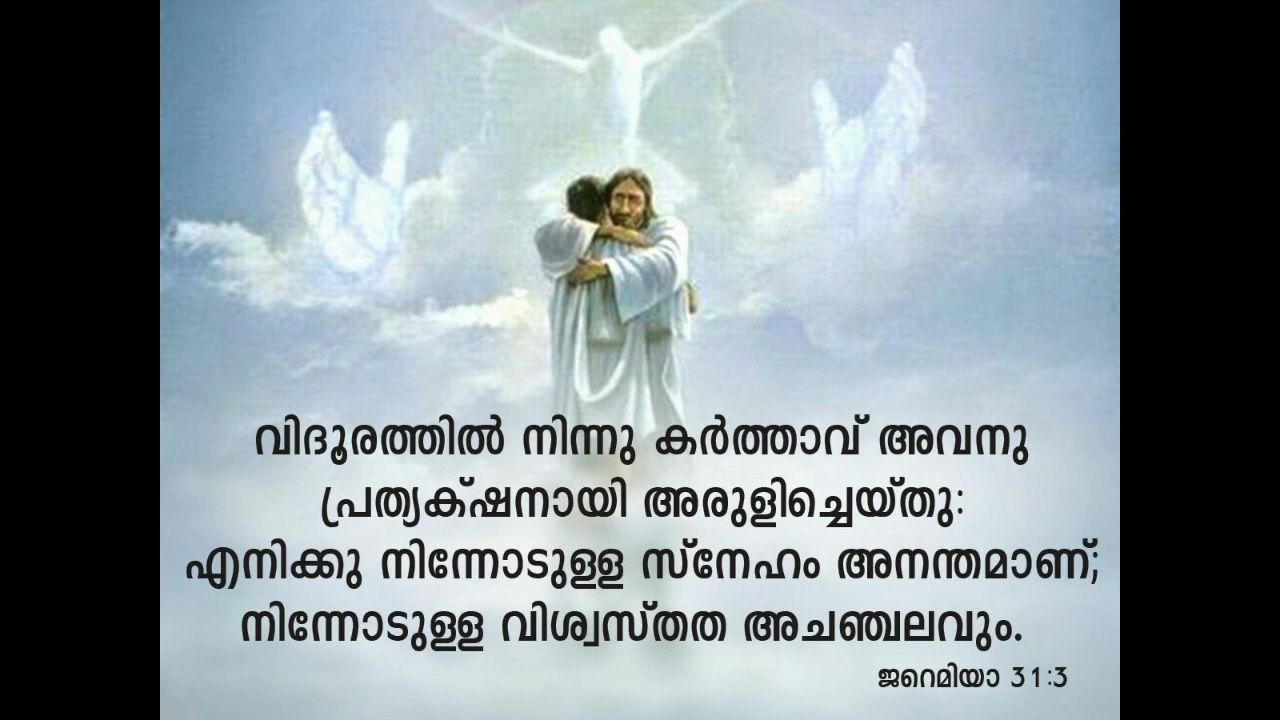 വിദൂരത്തിൽ നിന്നു കർത്താവ് അവനു
പ്രത്യക്ഷനായി അരുളിച്ചെയ്തു:
എനിക്കു നിന്നോടുള്ള സ്നേഹം അനന്തമാണ്;
നിന്നോടുള്ള വിശ്വസ്തത അചഞ്ചലവും.
ജറെമിയാ 31:3